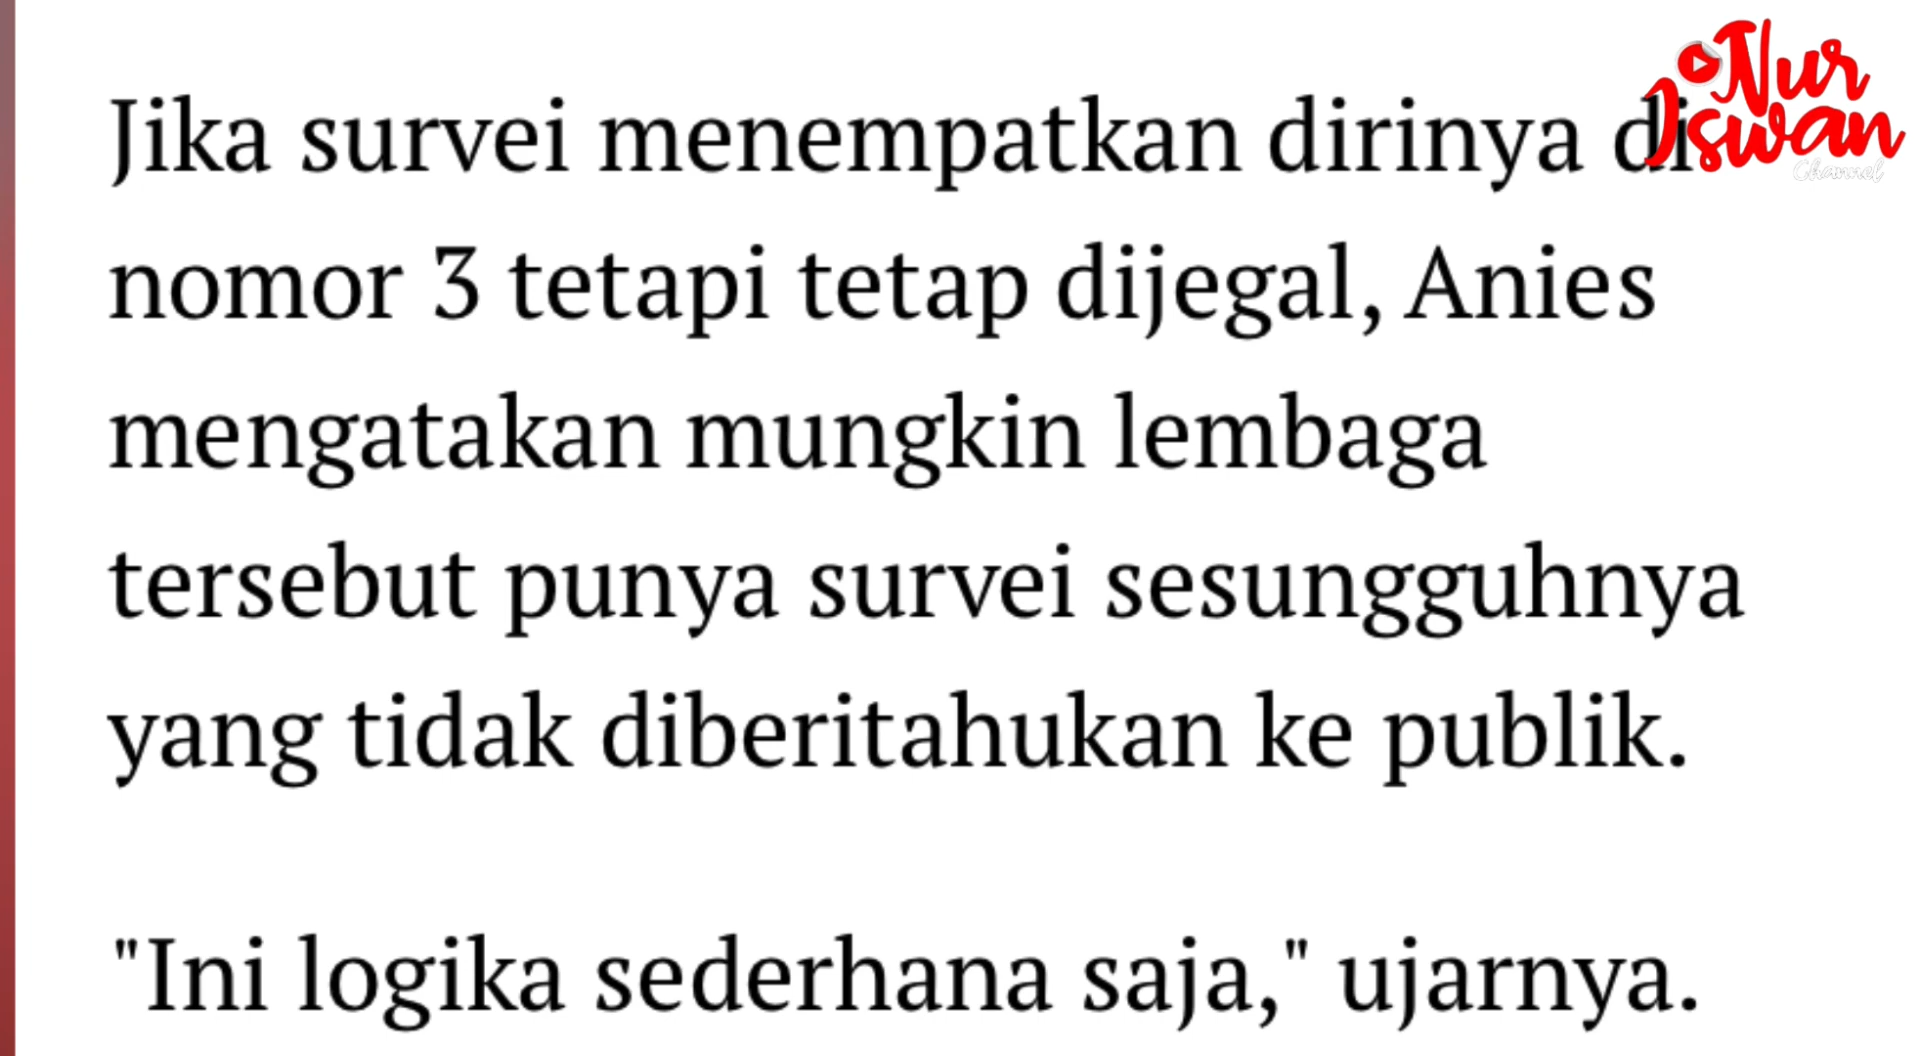 Nur
Iswan
Channel
Jika survei menempatkan dirinya di
nomor 3 tetapi tetap dijegal, Anies
mengatakan mungkin lembaga
tersebut punya survei sesungguhnya
yang tidak diberitahukan ke publik.
"Ini logika sederhana saja," ujarnya.